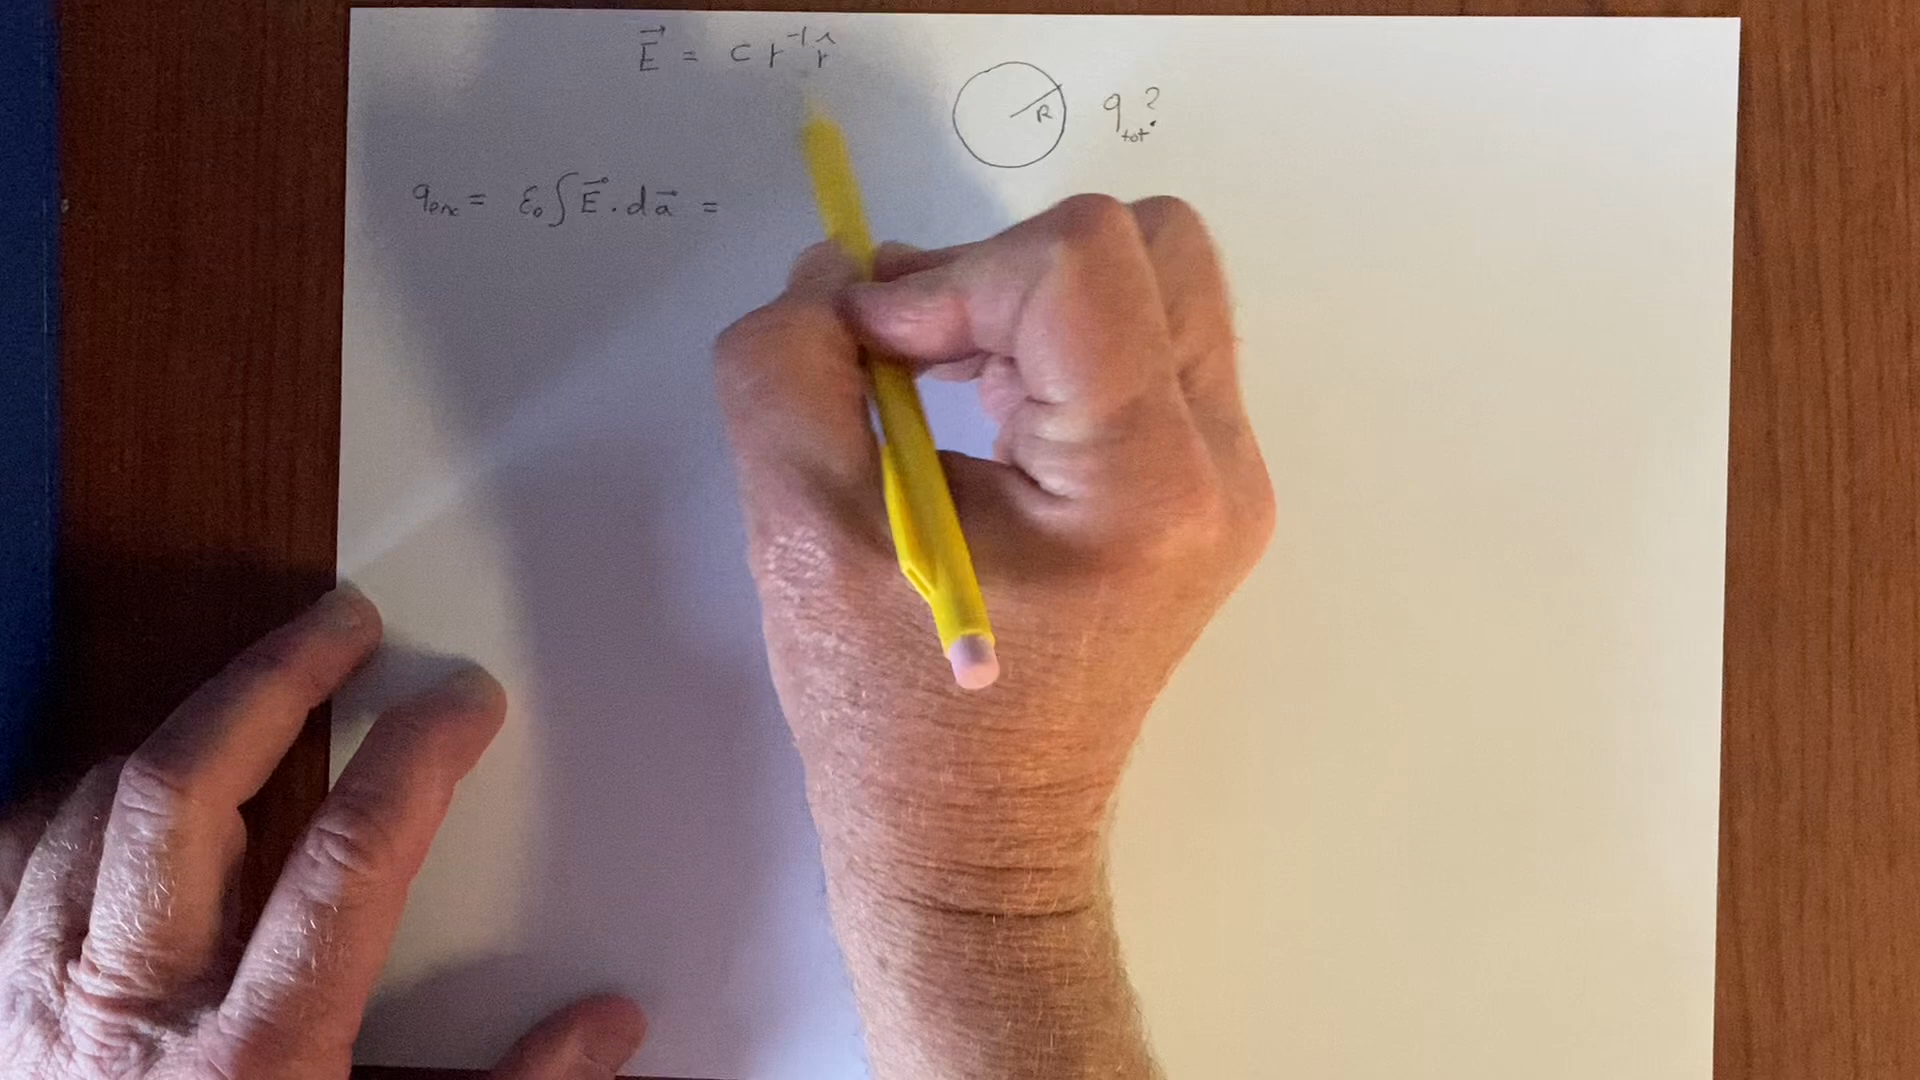 E⃗ = c r⁻¹ r̂
R q_tot?
q_enc = ε₀ ∫ E⃗ · da⃗ =